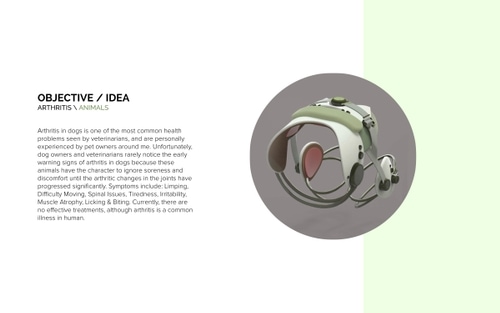 OBJECTIVE / IDEA
ARTHRITIS \ ANIMALS
Arthritis in dogs is one of the most common health
problems seen by veterinarians, and are personally
experienced by pet owners around me. Unfortunately,
dog owners and veterinarians rarely notice the early
warning signs of arthritis in dogs because these
animals have the character to ignore soreness and
discomfort until the arthritic changes in the joints have
progressed significantly. Symptoms include: Limping,
Difficulty Moving, Spinal Issues, Tiredness, Irritability,
Muscle Atrophy, Licking & Biting. Currently, there are
no effective treatments, although arthritis is a common
illness in human.